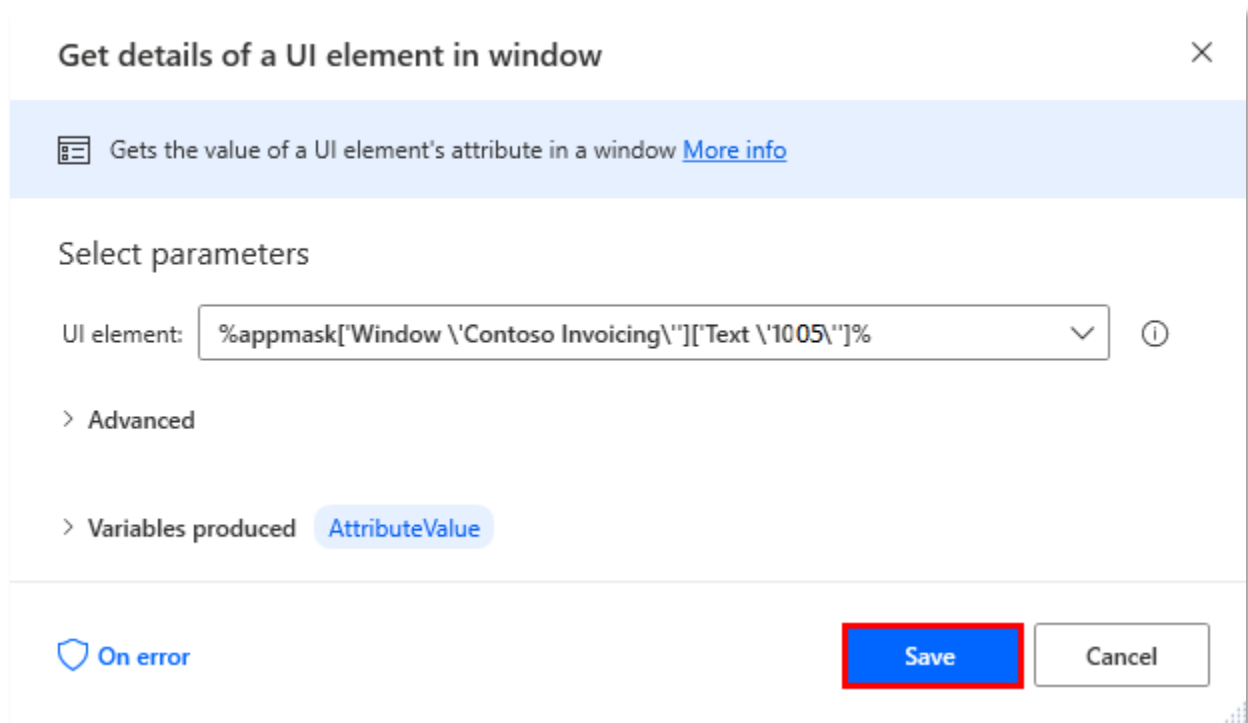 Get details of a UI element in window
Gets the value of a UI element's attribute in a window More info
Select parameters
UI element: %appmask['Window \'Contoso Invoicing\'']['Text \'1005\'']%
Advanced
Variables produced AttributeValue
On error Save Cancel